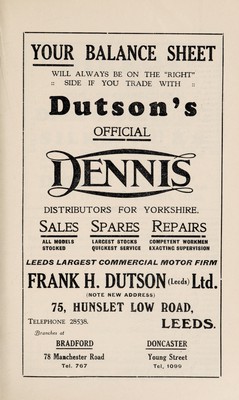 YOUR BALANCE SHEET
WILL ALWAYS BE ON THE "RIGHT"
:: SIDE IF YOU TRADE WITH ::
Dutson's
OFFICIAL
DENNIS
DISTRIBUTORS FOR YORKSHIRE.
SALES SPARES REPAIRS
ALL MODELS LARGEST STOCKS COMPETENT WORKMEN
STOCKED QUICKEST SERVICE EXACTING SUPERVISION
LEEDS LARGEST COMMERCIAL MOTOR FIRM
FRANK H. DUTSON (Leeds) Ltd.
(NOTE NEW ADDRESS)
75, HUNSLET LOW ROAD,
TELEPHONE 28538. LEEDS.
Branches at
BRADFORD DONCASTER
78 Manchester Road Young Street
Tel. 767 Tel, 1099